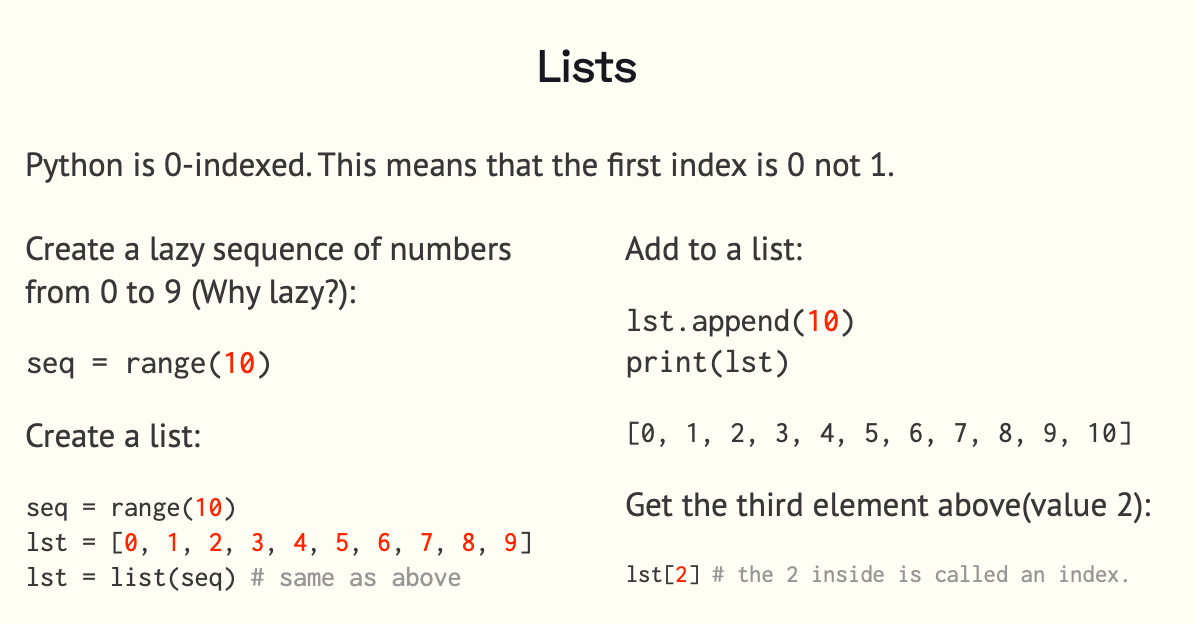 Lists
Python is 0-indexed. This means that the first index is 0 not 1.
Create a lazy sequence of numbers
from 0 to 9 (Why lazy?):
seq = range(10)
Create a list:
seq = range(10)
lst = [0, 1, 2, 3, 4, 5, 6, 7, 8, 9]
lst = list(seq) # same as above
Add to a list:
lst.append(10)
print(lst)
[0, 1, 2, 3, 4, 5, 6, 7, 8, 9, 10]
Get the third element above(value 2):
lst[2] # the 2 inside is called an index.